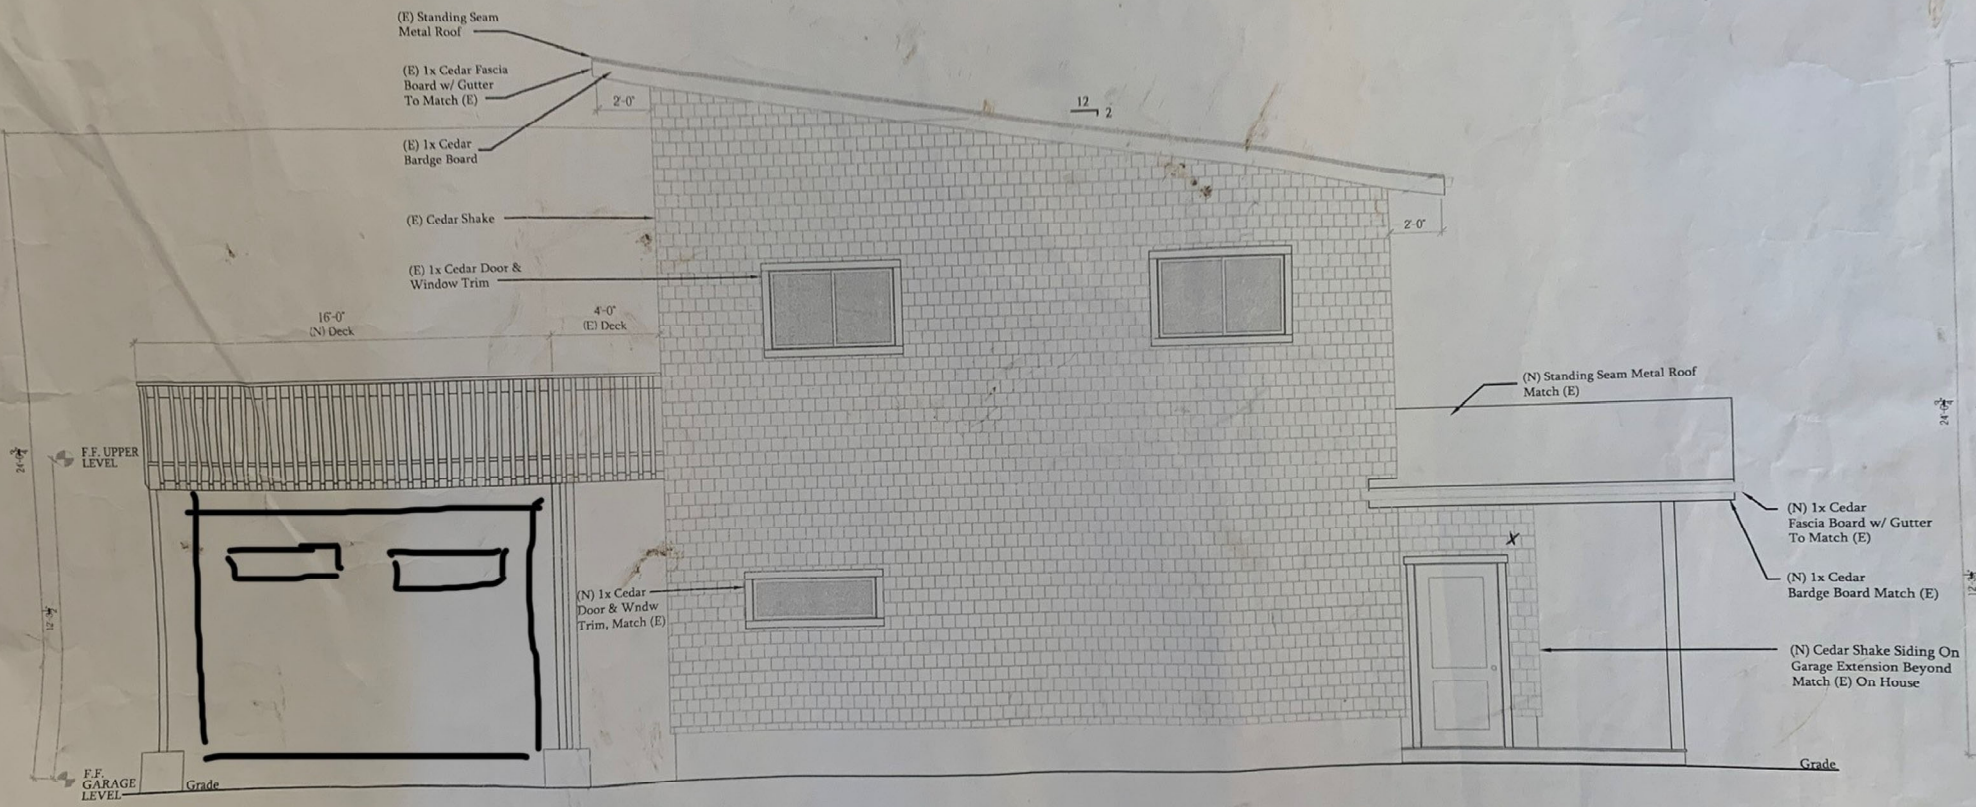 (E) Standing Seam
Metal Roof
(E) 1x Cedar Fascia
Board w/ Gutter
To Match (E)
2'-0"
12
2
(E) 1x Cedar
Bardge Board
(E) Cedar Shake
2'-0"
(E) 1x Cedar Door &
Window Trim
16'-0"
(N) Deck
4'-0"
(E) Deck
(N) Standing Seam Metal Roof
Match (E)
F.F. UPPER
LEVEL
(N) 1x Cedar
Fascia Board w/ Gutter
To Match (E)
X
(N) 1x Cedar
Door & Wndw
Trim, Match (E)
(N) 1x Cedar
Bardge Board Match (E)
(N) Cedar Shake Siding On
Garage Extension Beyond
Match (E) On House
F.F.
GARAGE
LEVEL
Grade
Grade